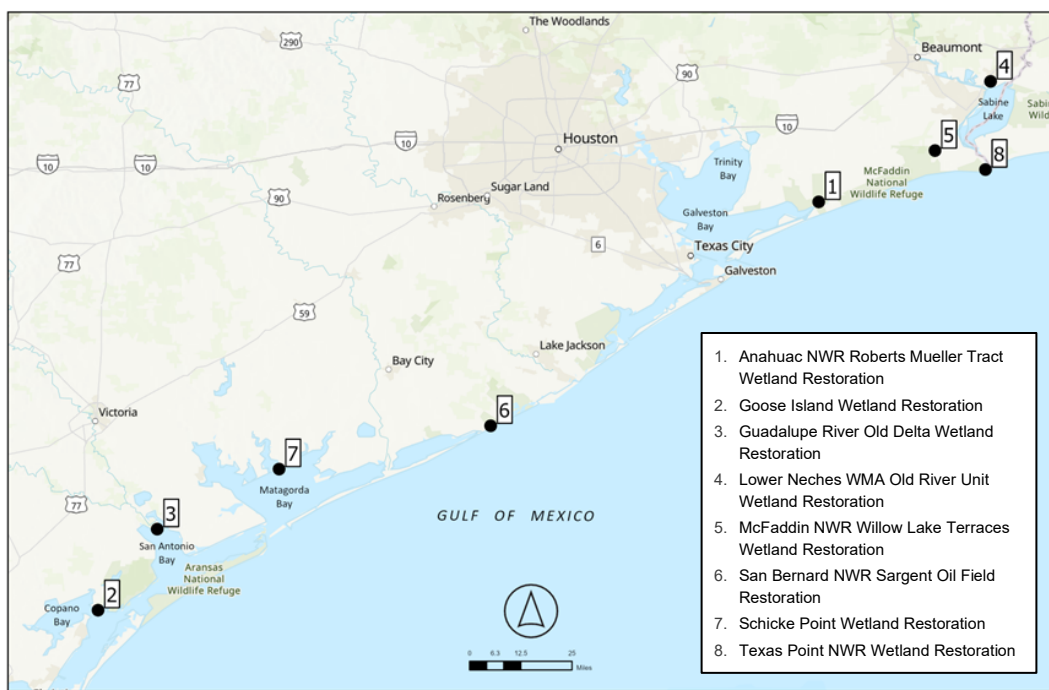 The Woodlands
290
Beaumont
77
90
4
Sabine
Lake
Sabin
Wild
10
Houston
10
5
10
10
Trinity
Bay
8
McFaddin
National
Wildlife Refuge
Sugar Land
90
Rosenberg
1
Galveston
Bay
6
Texas City
77
Galveston
59
Lake Jackson
Bay City
Victoria
6
7
Matagorda
Bay
77
3
GULF OF MEXICO
San Antonio
Bay
Aransas
National
Wildlife Refuge
2
Copano
Bay
0 6.3 12.5 25
Miles
1. Anahuac NWR Roberts Mueller Tract
Wetland Restoration
2. Goose Island Wetland Restoration
3. Guadalupe River Old Delta Wetland
Restoration
4. Lower Neches WMA Old River Unit
Wetland Restoration
5. McFaddin NWR Willow Lake Terraces
Wetland Restoration
6. San Bernard NWR Sargent Oil Field
Restoration
7. Schicke Point Wetland Restoration
8. Texas Point NWR Wetland Restoration